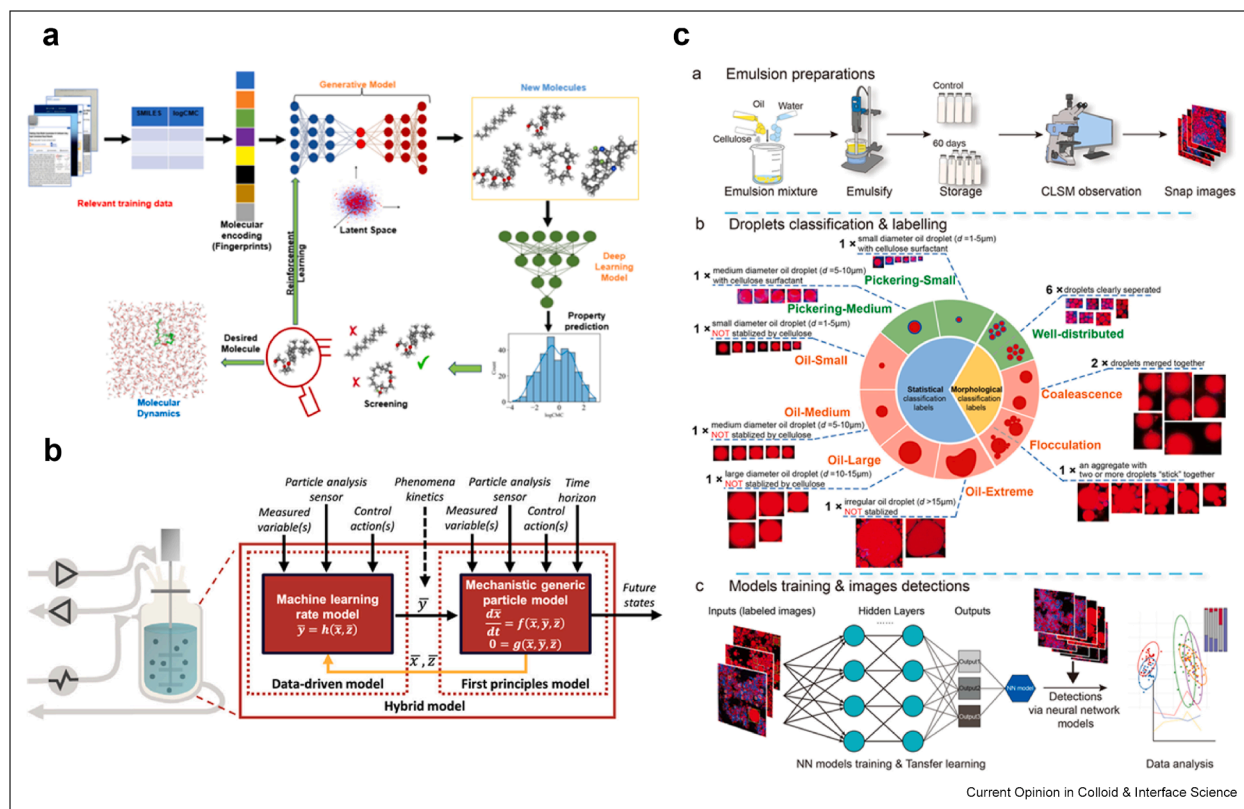 a
SMILES
logCMC
Relevant training data
Molecular encoding
(Fingerprints)
Generative Model
Latent Space
New Molecules
Deep
Learning
Model
Property
prediction
Count
40
20
0
−4
−2
0
2
4
logCMC
Screening
Reinforcement
Learning
Desired
Molecule
Molecular
Dynamics
b
Particle analysis
sensor
Measured
variable(s)
Control
action(s)
Phenomena
kinetics
Particle analysis
sensor
Measured
variable(s)
Control
action(s)
Time
horizon
Machine learning
rate model
ȳ = h(x̄,z̄)
ȳ
Mechanistic generic
particle model
dx̄/dt = f(x̄,ȳ,z̄)
0 = g(x̄,ȳ,z̄)
Future
states
x̄, z̄
Data-driven model
First principles model
Hybrid model
c
a Emulsion preparations
Oil
Water
Cellulose
Emulsion mixture
Emulsify
Control
60 days
Storage
CLSM observation
Snap images
b Droplets classification & labelling
1 × small diameter oil droplet (d =1-5μm)
with cellulose surfactant
Pickering-Small
1 × medium diameter oil droplet (d =5-10μm)
with cellulose surfactant
Pickering-Medium
6 × droplets clearly seperated
Well-distributed
1 × small diameter oil droplet (d =1-5μm)
NOT stablized by cellulose
Oil-Small
2 × droplets merged together
Coaleascence
Statistical
classification
labels
Morphological
classification
labels
Oil-Medium
1 × medium diameter oil droplet (d =5-10μm)
NOT stablized by cellulose
Flocculation
1 × an aggregate with
two or more droplets "stick" together
Oil-Large
1 × large diameter oil droplet (d =10-15μm)
NOT stablized by cellulose
Oil-Extreme
1 × irregular oil droplet (d >15μm)
NOT stablized
c Models training & images detections
Inputs (labeled images)
Hidden Layers
......
Outputs
Output1
Output2
Output3
NN model
Detections
via neural network
models
NN models training & Tansfer learning
Data analysis
Current Opinion in Colloid & Interface Science